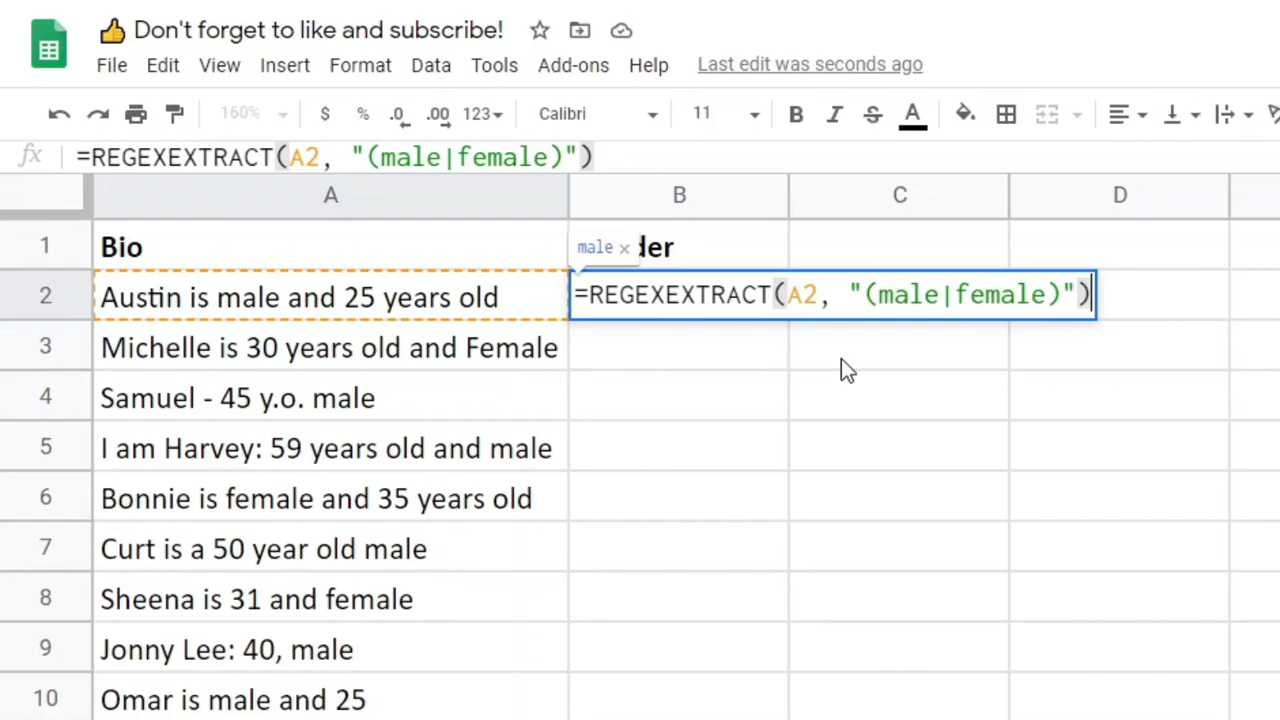 👍 Don't forget to like and subscribe!
File Edit View Insert Format Data Tools Add-ons Help Last edit was seconds ago
160% $ % .0 .00 123 Calibri 11 B I S A
fx =REGEXEXTRACT(A2, "(male|female)")
A B C D
1 Bio male × der
2 Austin is male and 25 years old =REGEXEXTRACT(A2, "(male|female)")
3 Michelle is 30 years old and Female
4 Samuel - 45 y.o. male
5 I am Harvey: 59 years old and male
6 Bonnie is female and 35 years old
7 Curt is a 50 year old male
8 Sheena is 31 and female
9 Jonny Lee: 40, male
10 Omar is male and 25